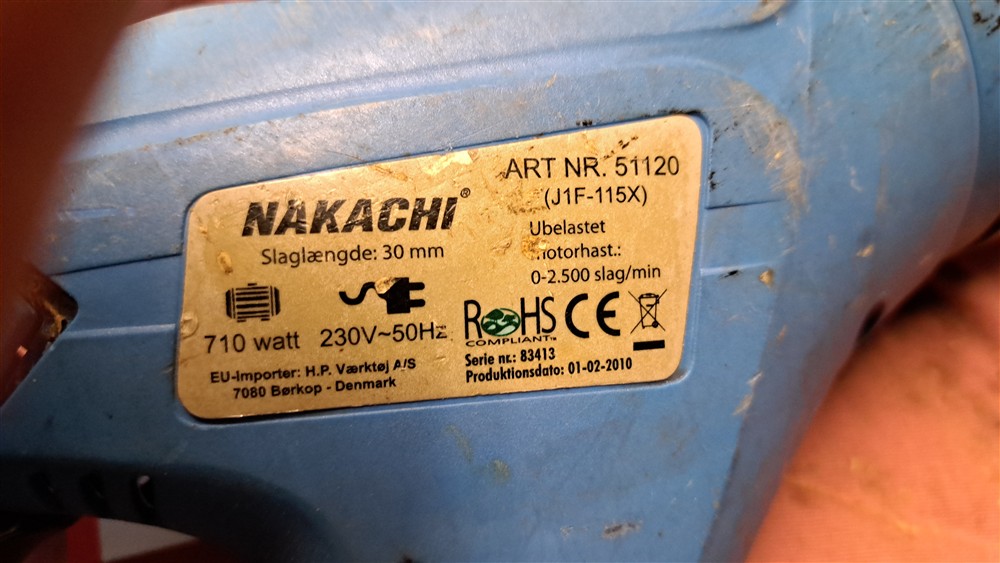 NAKACHI®
Slaglængde: 30 mm
710 watt 230V~50Hz
EU-Importer: H.P. Værktøj A/S
7080 Børkop - Denmark
ART NR. 51120
(J1F-115X)
Ubelastet
motorhast.:
0-2.500 slag/min
RoHS CE
COMPLIANT™
Serie nr.: 83413
Produktionsdato: 01-02-2010